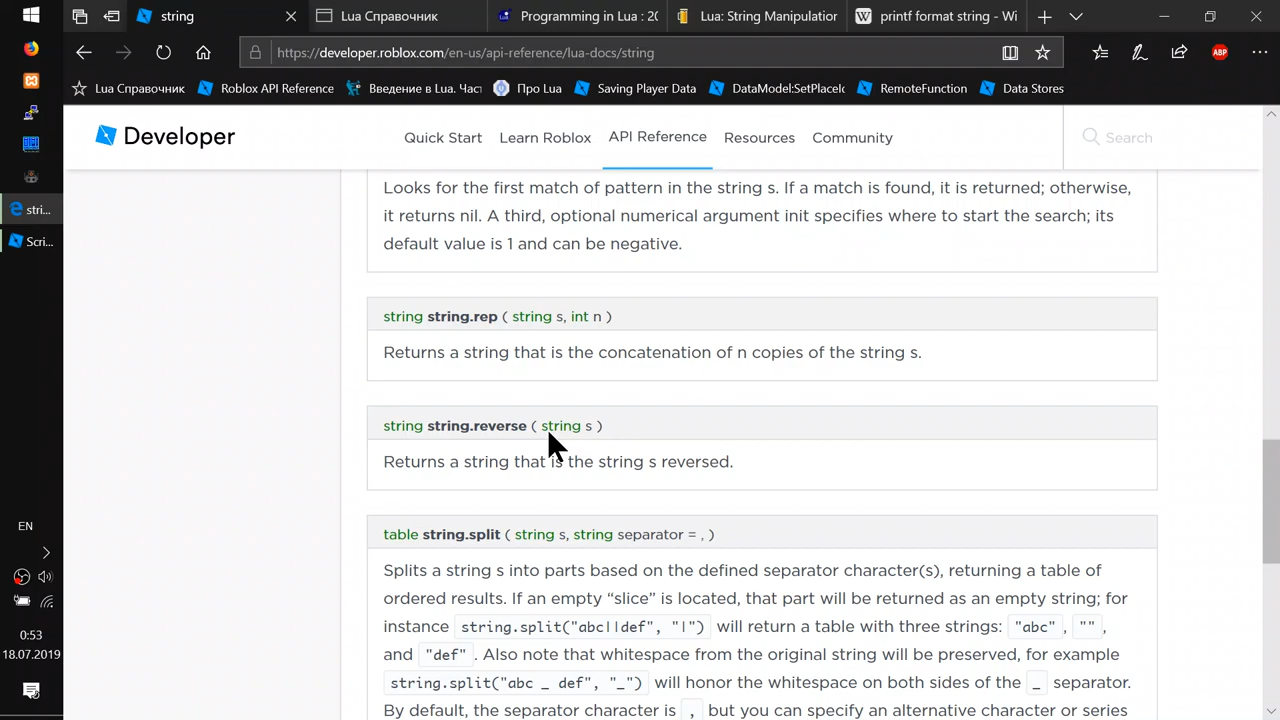 string
Lua Справочник
Programming in Lua : 20
Lua: String Manipulation
printf format string - Wi
https://developer.roblox.com/en-us/api-reference/lua-docs/string
ABP
Lua Справочник
Roblox API Reference
Введение в Lua. Част
Про Lua
Saving Player Data
DataModel:SetPlaceId
RemoteFunction
Data Stores
Developer
Quick Start
Learn Roblox
API Reference
Resources
Community
Search
Looks for the first match of pattern in the string s. If a match is found, it is returned; otherwise,
it returns nil. A third, optional numerical argument init specifies where to start the search; its
default value is 1 and can be negative.
string string.rep ( string s, int n )
Returns a string that is the concatenation of n copies of the string s.
string string.reverse ( string s )
Returns a string that is the string s reversed.
table string.split ( string s, string separator = , )
Splits a string s into parts based on the defined separator character(s), returning a table of
ordered results. If an empty “slice” is located, that part will be returned as an empty string; for
instance string.split("abc||def", "|") will return a table with three strings: "abc" , "" ,
and "def" . Also note that whitespace from the original string will be preserved, for example
string.split("abc _ def", "_") will honor the whitespace on both sides of the _ separator.
By default, the separator character is , but you can specify an alternative character or series
stri...
Scri...
EN
0:53
18.07.2019